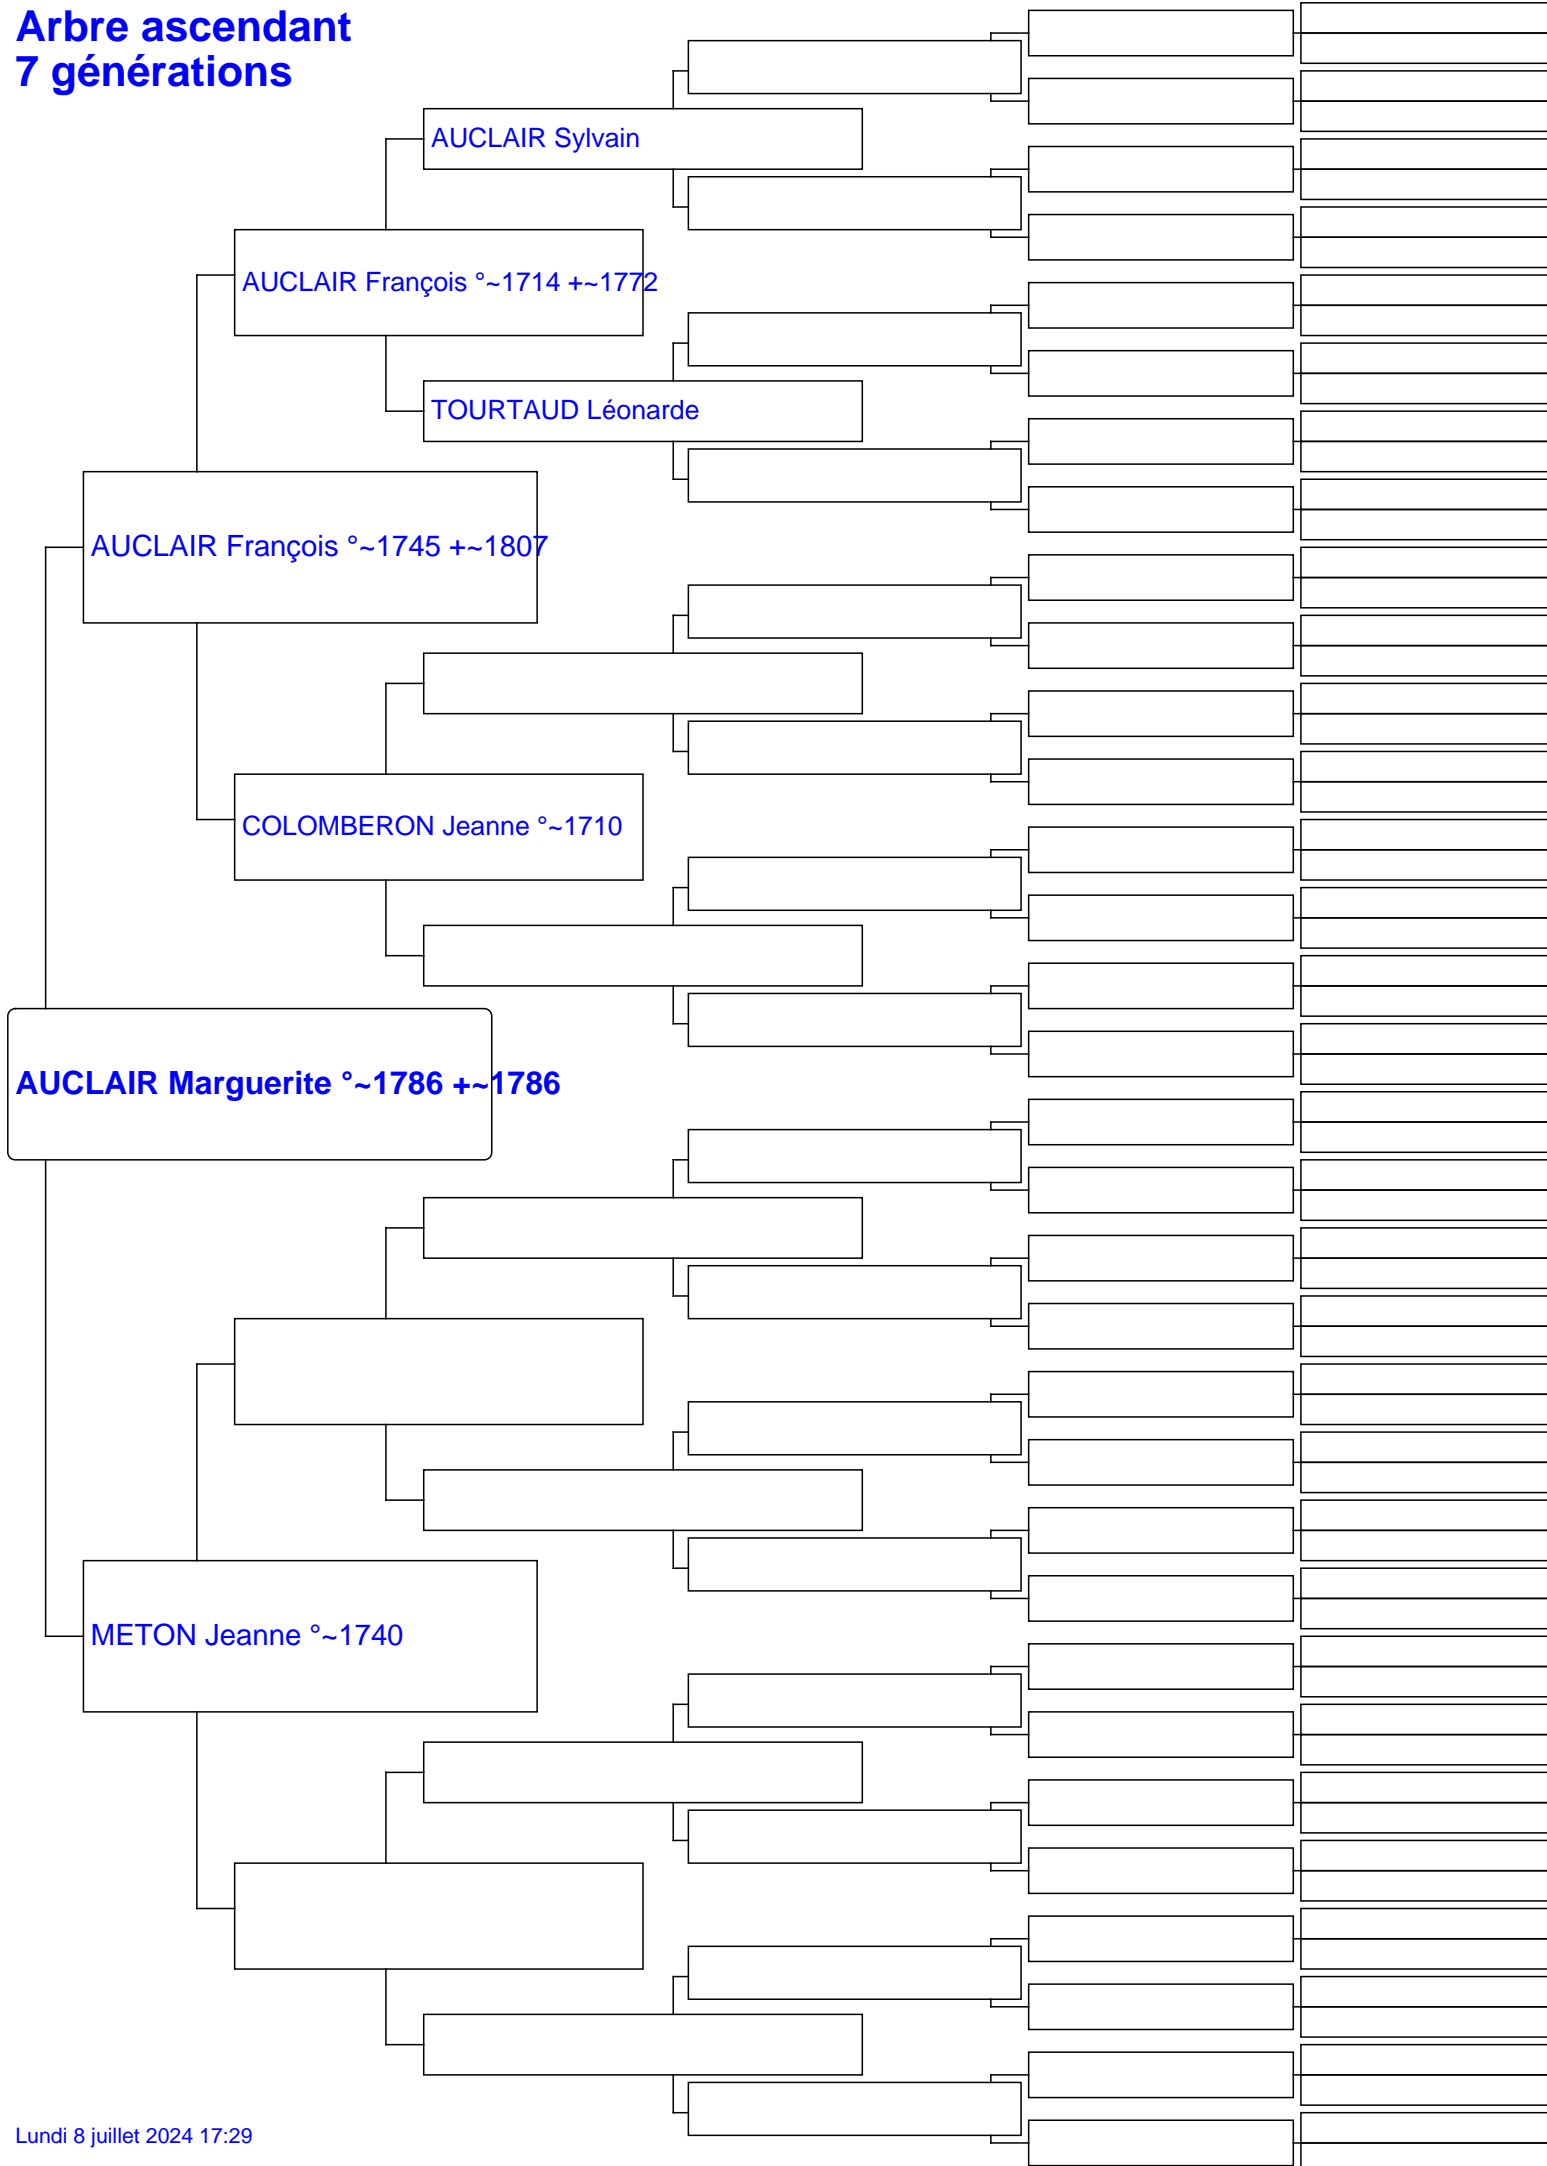 Arbre ascendant
7 générations
AUCLAIR Sylvain
AUCLAIR François °~1714 +~1772
TOURTAUD Léonarde
AUCLAIR François °~1745 +~1807
COLOMBERON Jeanne °~1710
AUCLAIR Marguerite °~1786 +~1786
METON Jeanne °~1740
Lundi 8 juillet 2024 17:29